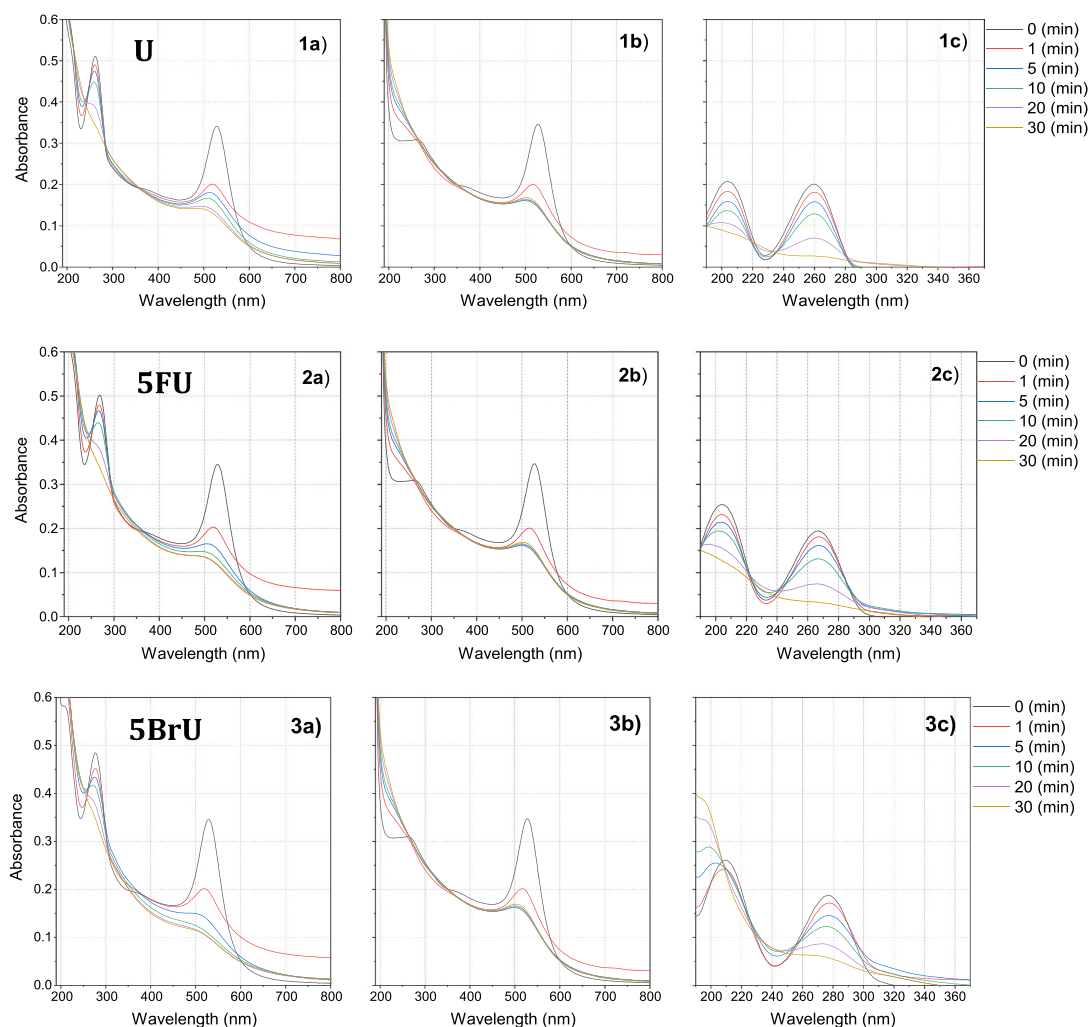 U
1a)
1b)
1c)
0 (min)
1 (min)
5 (min)
10 (min)
20 (min)
30 (min)
0.6
0.5
0.4
0.3
0.2
0.1
0.0
Absorbance
200 300 400 500 600 700 800
200 300 400 500 600 700 800
200 220 240 260 280 300 320 340 360
Wavelength (nm)
Wavelength (nm)
Wavelength (nm)
5FU
2a)
2b)
2c)
0 (min)
1 (min)
5 (min)
10 (min)
20 (min)
30 (min)
0.6
0.5
0.4
0.3
0.2
0.1
0.0
Absorbance
200 300 400 500 600 700 800
200 300 400 500 600 700 800
200 220 240 260 280 300 320 340 360
Wavelength (nm)
Wavelength (nm)
Wavelength (nm)
5BrU
3a)
3b)
3c)
0 (min)
1 (min)
5 (min)
10 (min)
20 (min)
30 (min)
0.6
0.5
0.4
0.3
0.2
0.1
0.0
Absorbance
200 300 400 500 600 700 800
200 300 400 500 600 700 800
200 220 240 260 280 300 320 340 360
Wavelength (nm)
Wavelength (nm)
Wavelength (nm)